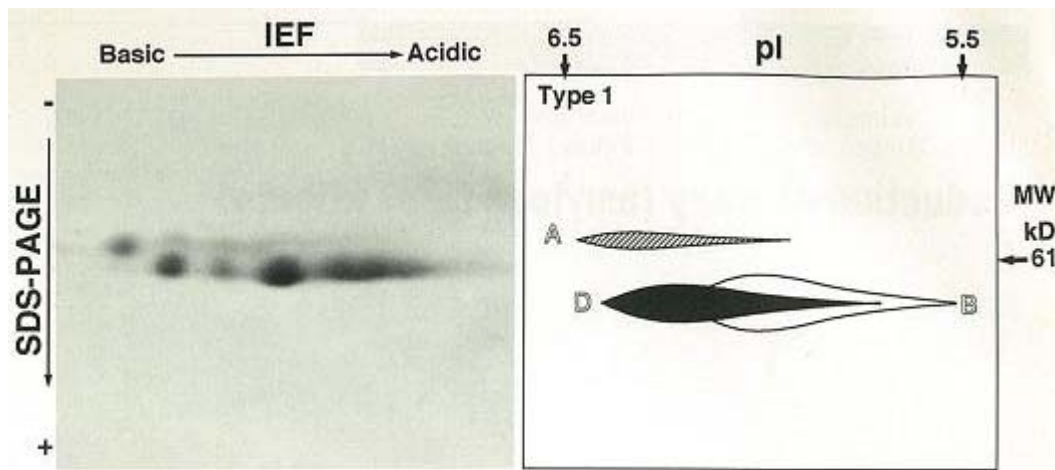 IEF
Basic
Acidic
-
SDS-PAGE
+
6.5
pI
5.5
Type 1
A
D
B
MW
kD
61